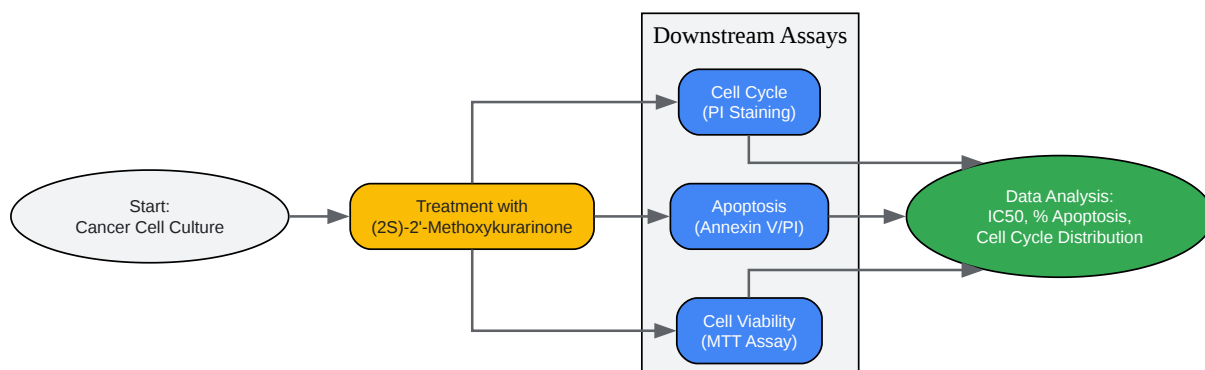 Downstream Assays
Cell Cycle
(PI Staining)
Start:
Cancer Cell Culture
Treatment with
(2S)-2'-Methoxykurarinone
Apoptosis
(Annexin V/PI)
Data Analysis:
IC50, % Apoptosis,
Cell Cycle Distribution
Cell Viability
(MTT Assay)